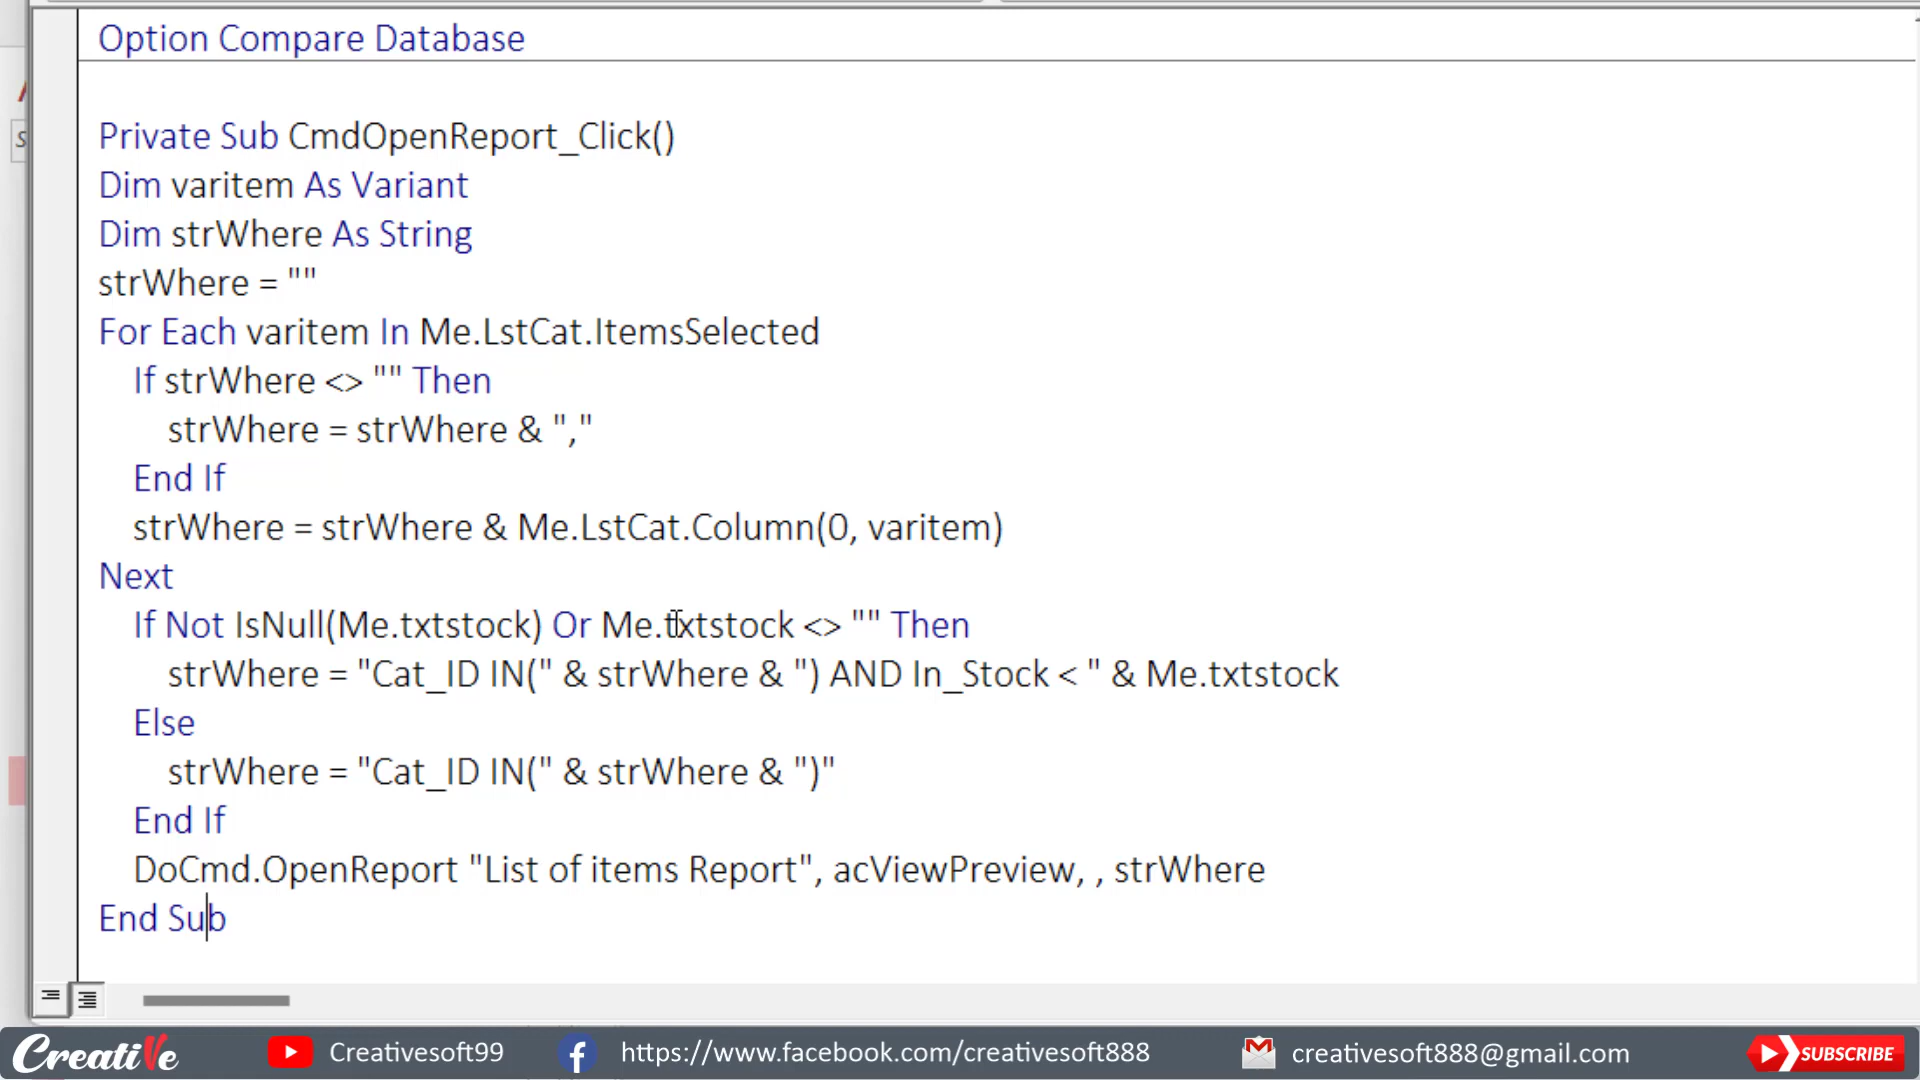 Option Compare Database
Private Sub CmdOpenReport_Click()
Dim varitem As Variant
Dim strWhere As String
strWhere = ""
For Each varitem In Me.LstCat.ItemsSelected
If strWhere <> "" Then
strWhere = strWhere & ","
End If
strWhere = strWhere & Me.LstCat.Column(0, varitem)
Next
If Not IsNull(Me.txtstock) Or Me.txtstock <> "" Then
strWhere = "Cat_ID IN(" & strWhere & ") AND In_Stock < " & Me.txtstock
Else
strWhere = "Cat_ID IN(" & strWhere & ")"
End If
DoCmd.OpenReport "List of items Report", acViewPreview, , strWhere
End Sub
CreatiVe Creativesoft99 https://www.facebook.com/creativesoft888 creativesoft888@gmail.com SUBSCRIBE